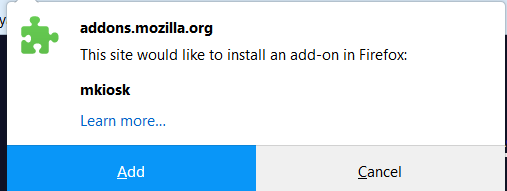 addons.mozilla.org
This site would like to install an add-on in Firefox:
mkiosk
Learn more...
Add
Cancel